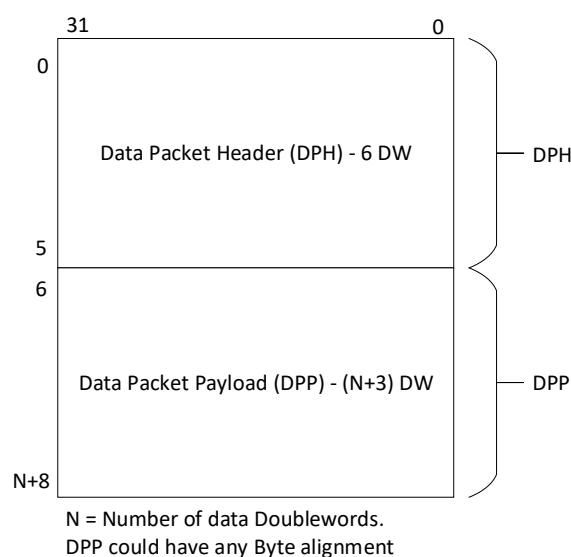 31 0
0
Data Packet Header (DPH) - 6 DW
DPH
5
6
Data Packet Payload (DPP) - (N+3) DW
DPP
N+8
N = Number of data Doublewords.
DPP could have any Byte alignment